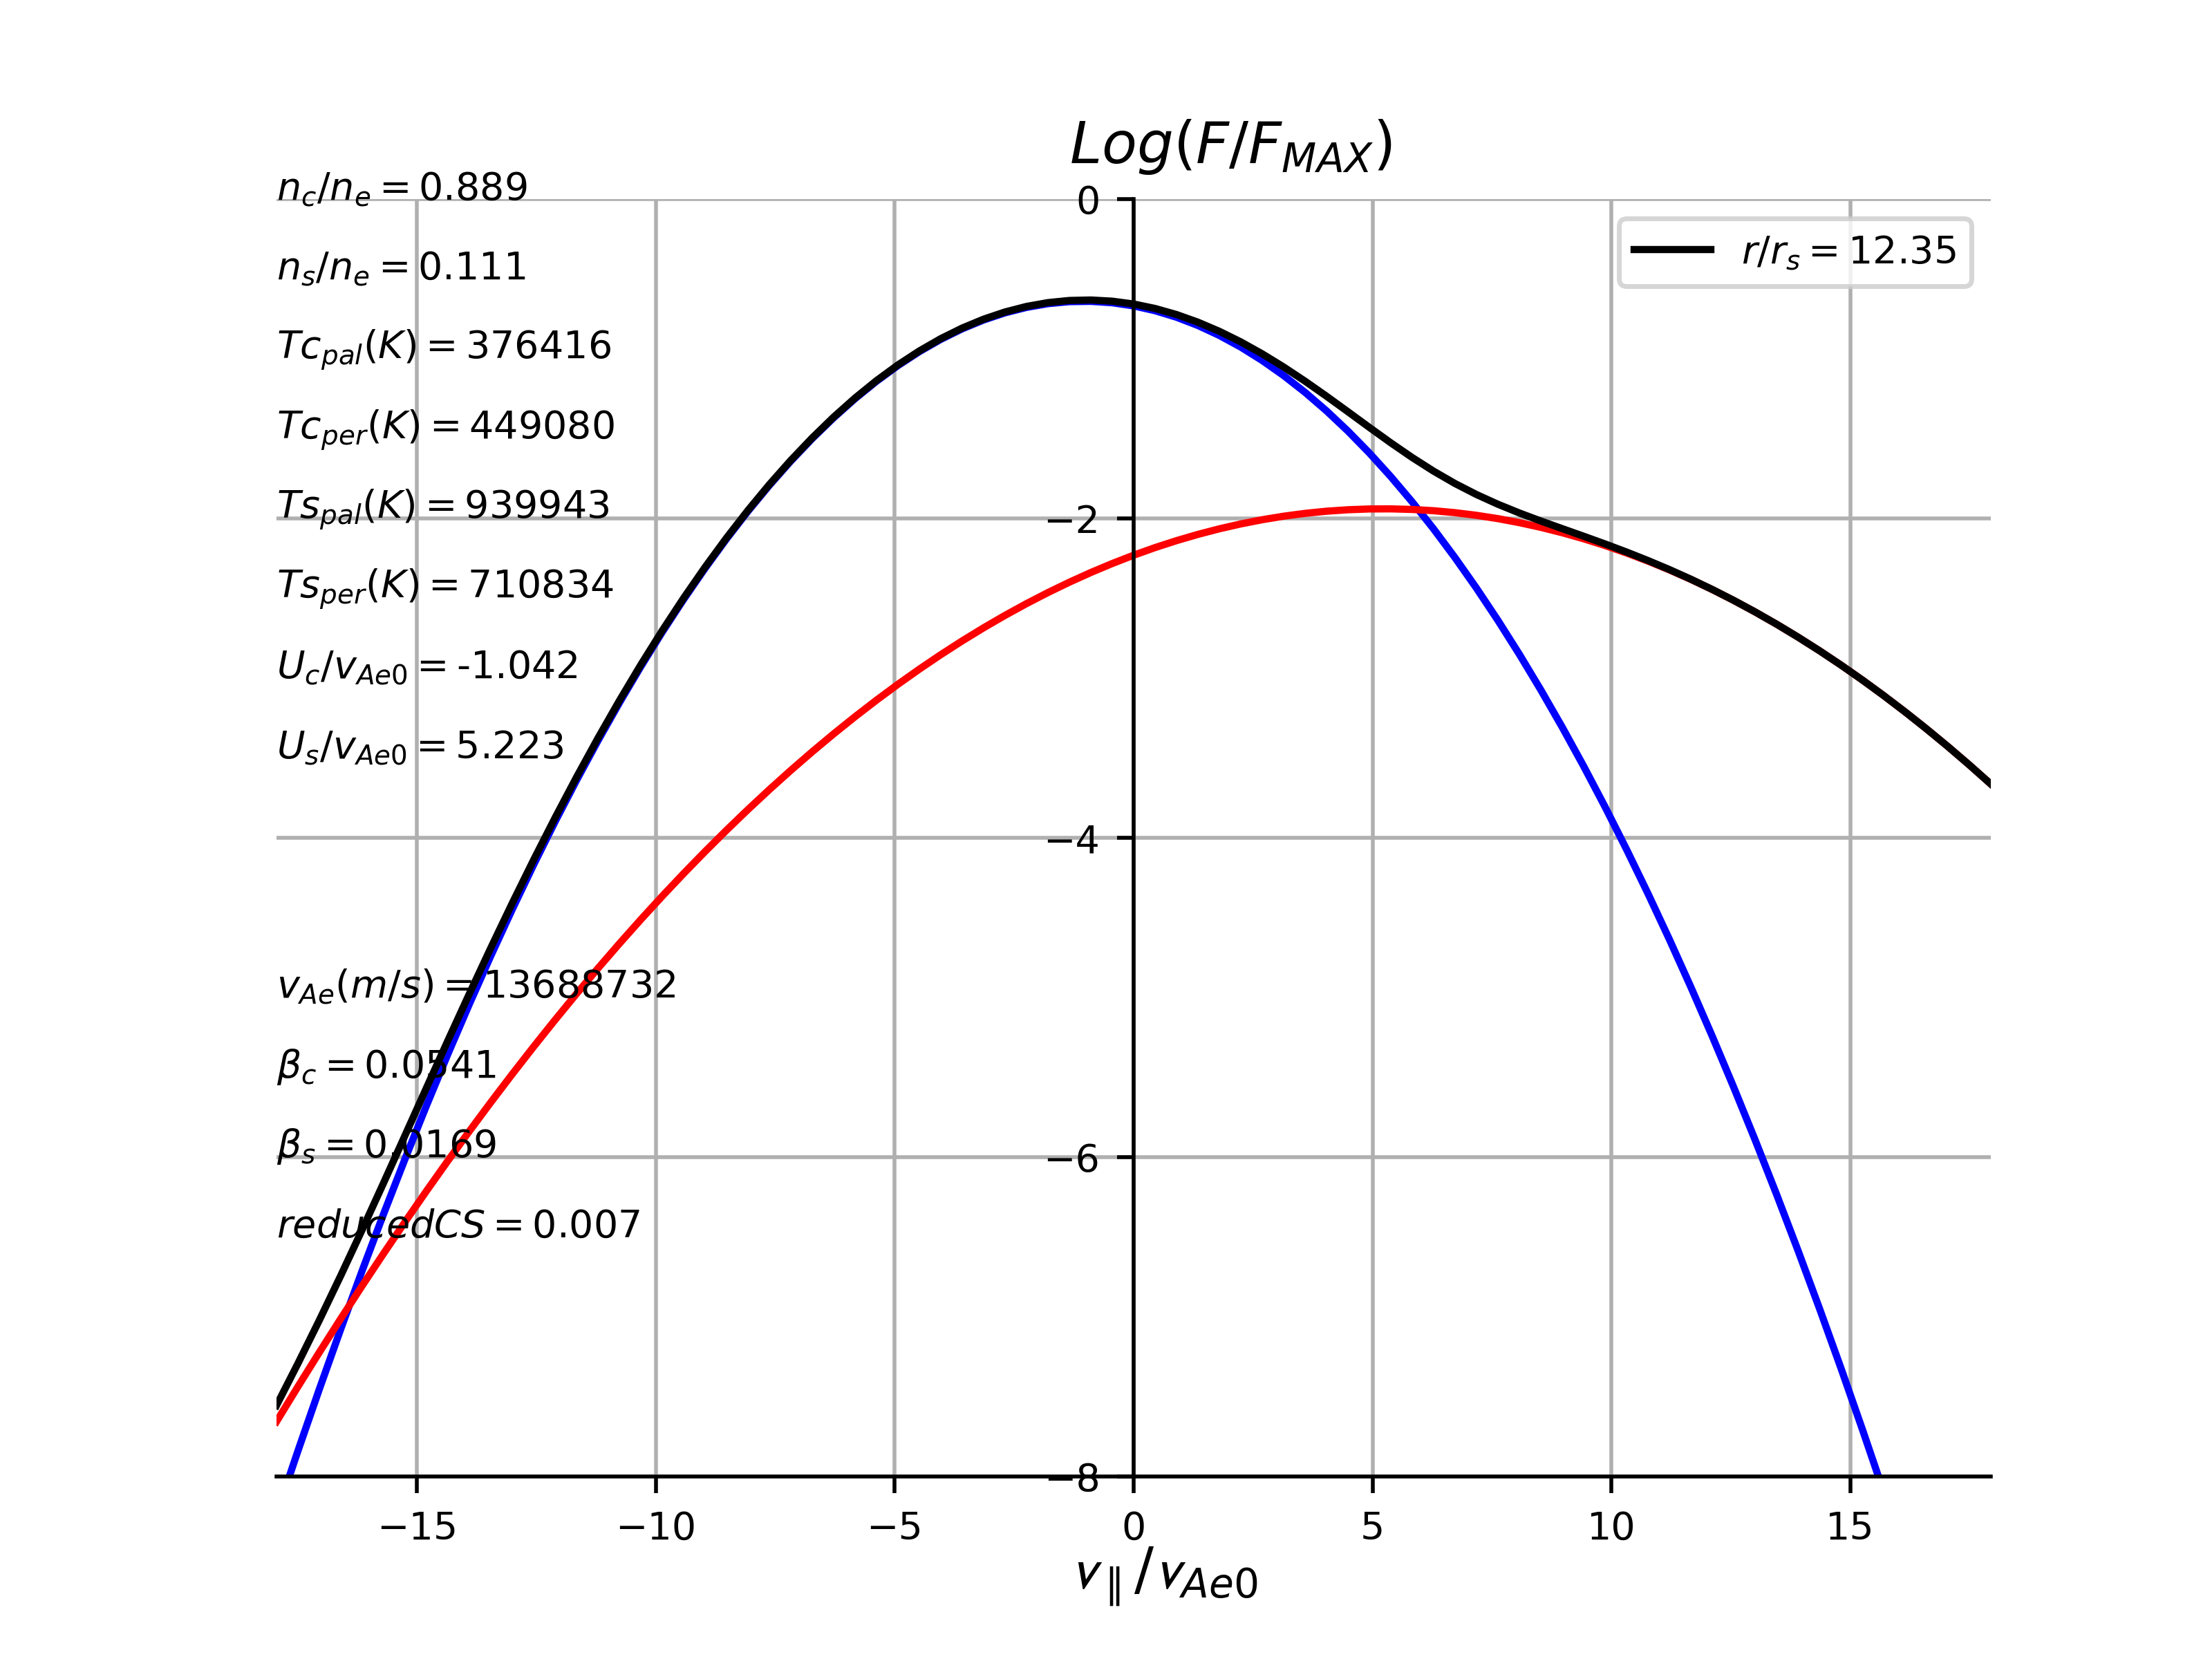 Log(F/F_MAX)
n_c/n_e = 0.889
n_s/n_e = 0.111
Tc_pal(K) = 376416
Tc_per(K) = 449080
Ts_pal(K) = 939943
Ts_per(K) = 710834
U_c/v_Ae0 = -1.042
U_s/v_Ae0 = 5.223
v_Ae(m/s) = 13688732
β_c = 0.0541
β_s = 0.0169
reducedCS = 0.007
r/r_s = 12.35
0
−2
−4
−6
−8
−15 −10 −5 0 5 10 15
v_∥/v_Ae0